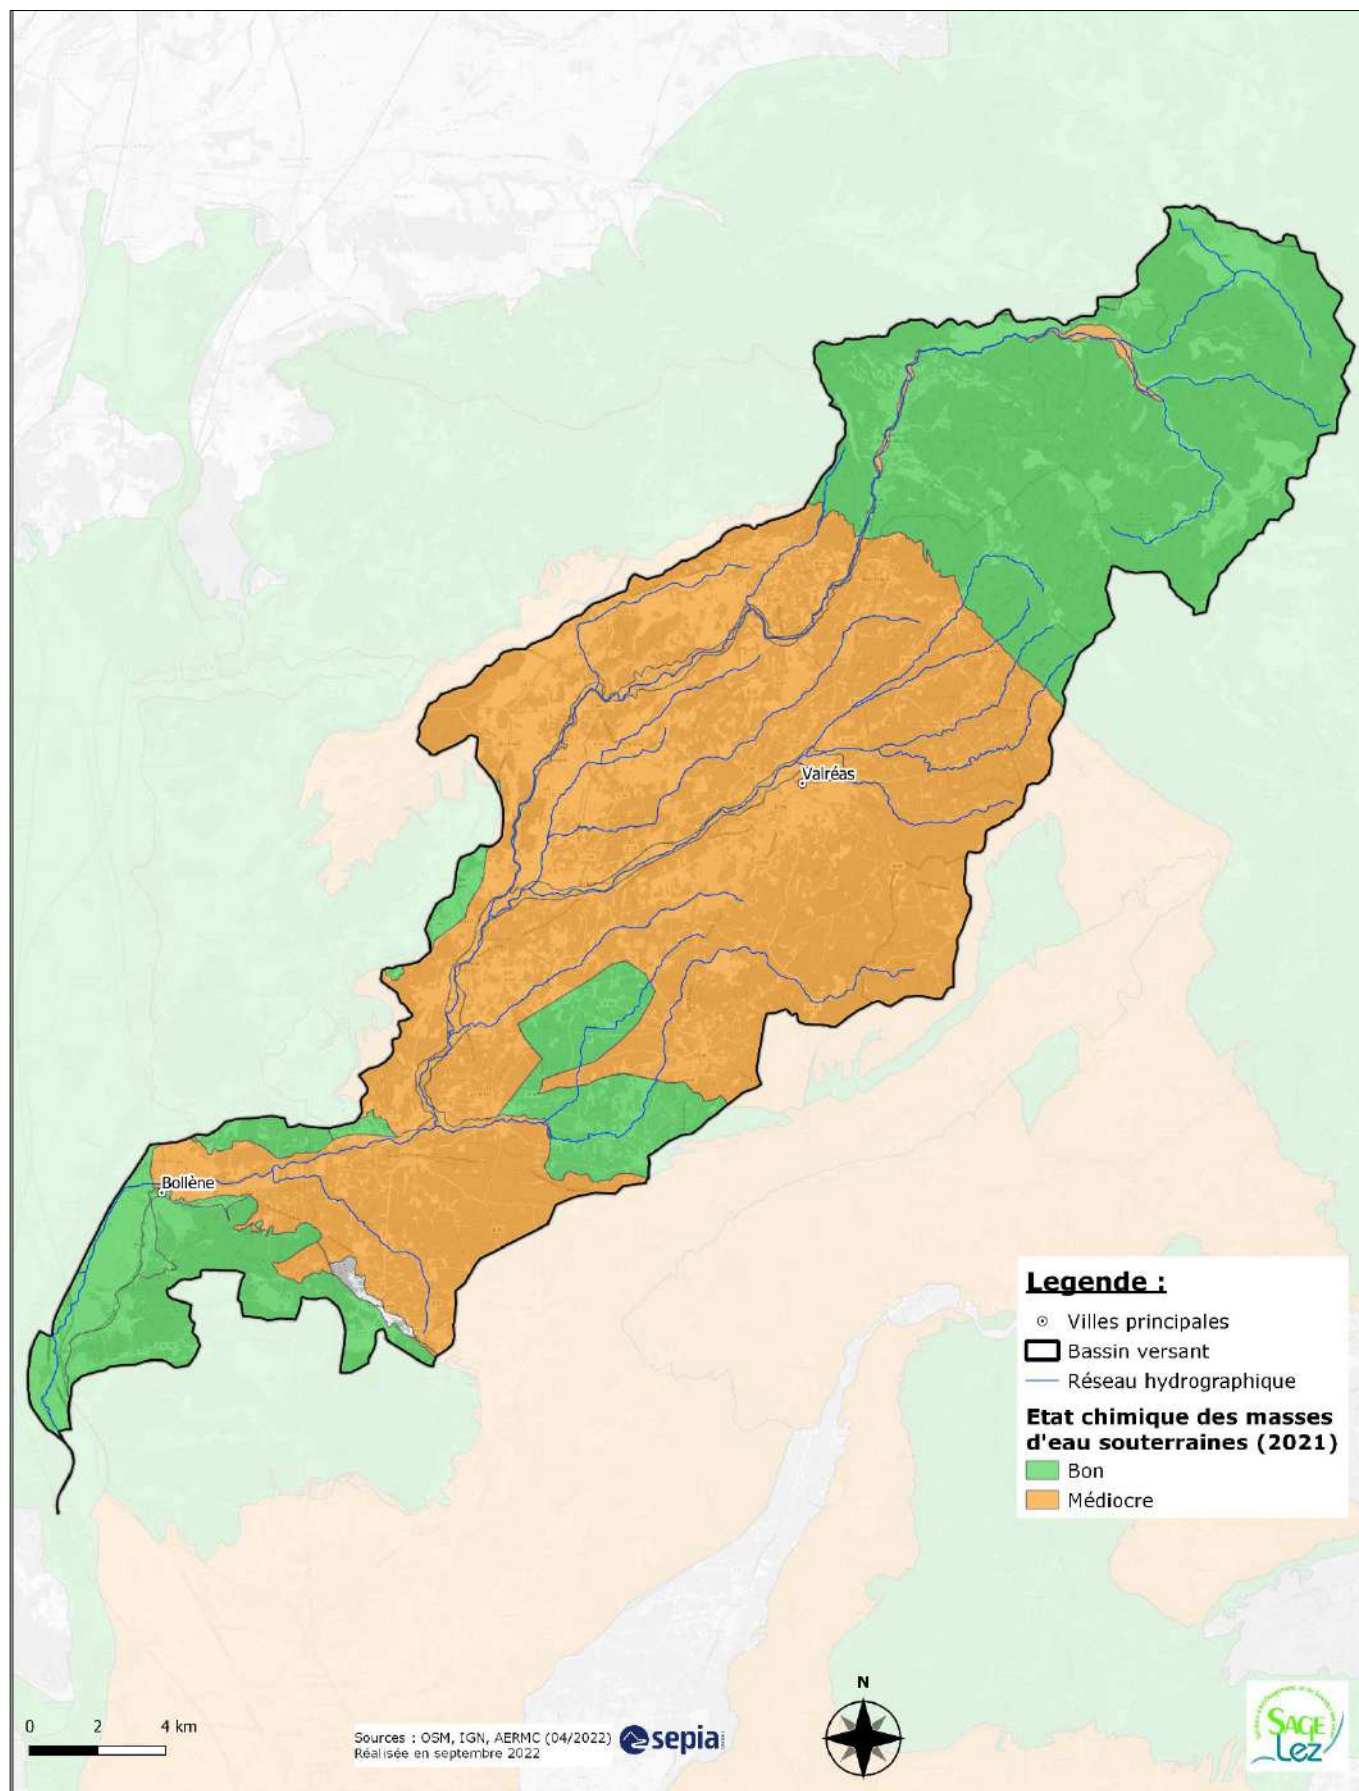 Valréas
Bollène
Legende :
Villes principales
Bassin versant
Réseau hydrographique
Etat chimique des masses
d'eau souterraines (2021)
Bon
Médiocre
N
0 2 4 km
Sources : OSM, IGN, AERMC (04/2022)
Réalisée en septembre 2022
sepia
SAGE
Lez